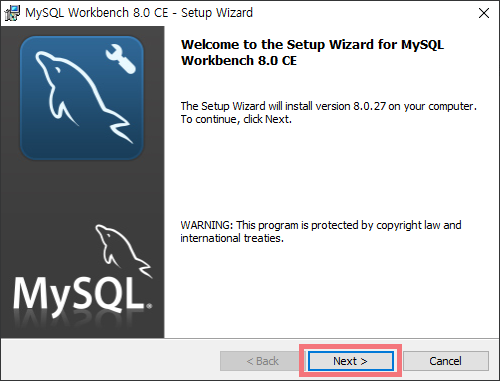 MySQL Workbench 8.0 CE - Setup Wizard
Welcome to the Setup Wizard for MySQL
Workbench 8.0 CE
The Setup Wizard will install version 8.0.27 on your computer.
To continue, click Next.
WARNING: This program is protected by copyright law and
international treaties.
MySQL®
< Back
Next >
Cancel